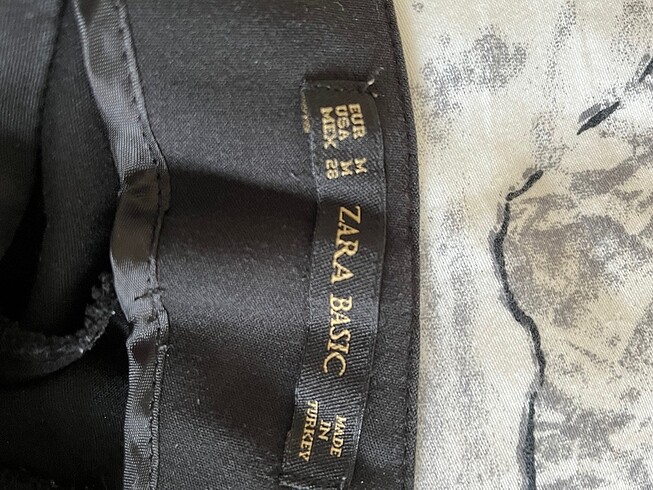 EUR M
USA M
MEX 28
ZARA BASIC
MADE
IN
TURKEY